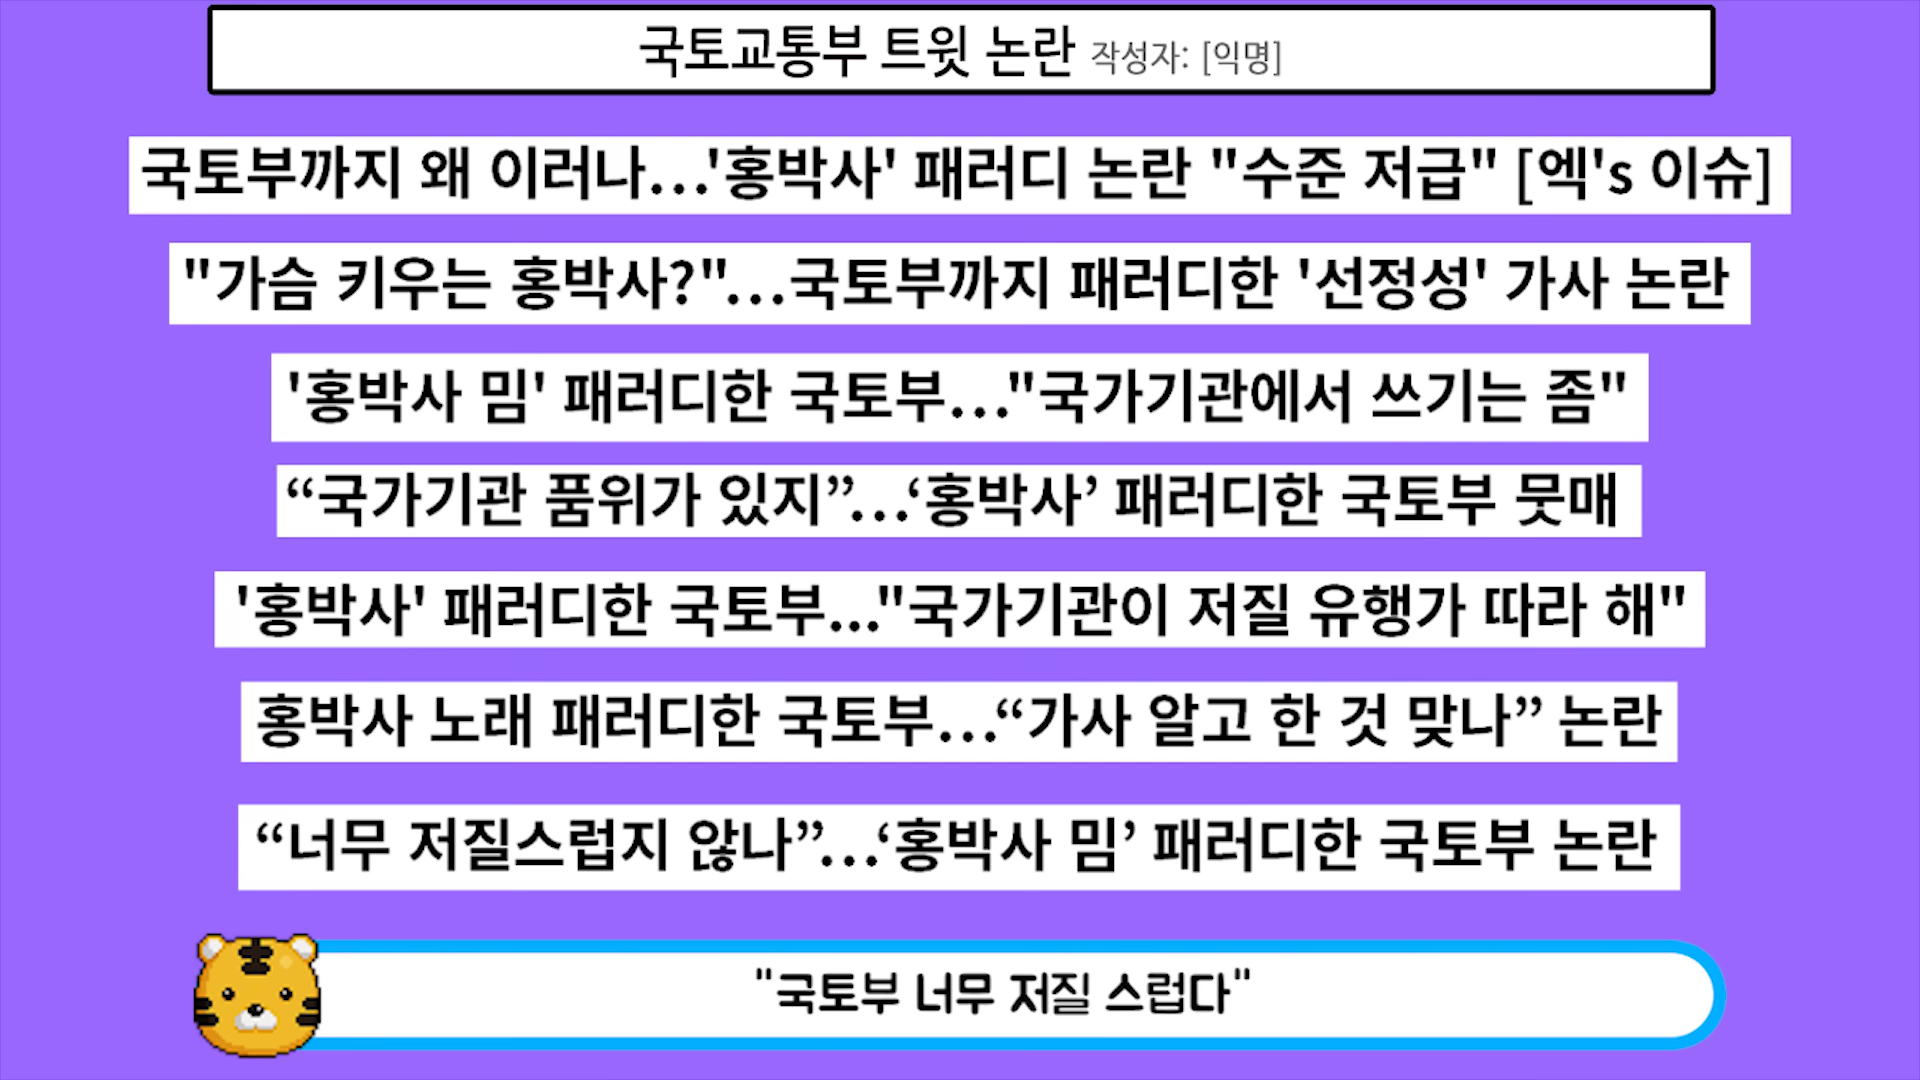 국토교통부 트윗 논란 작성자: [익명]
국토부까지 왜 이러나...'홍박사' 패러디 논란 "수준 저급" [엑's 이슈]
"가슴 키우는 홍박사?"...국토부까지 패러디한 '선정성' 가사 논란
'홍박사 밈' 패러디한 국토부..."국가기관에서 쓰기는 좀"
“국가기관 품위가 있지”...‘홍박사’ 패러디한 국토부 뭇매
'홍박사' 패러디한 국토부..."국가기관이 저질 유행가 따라 해"
홍박사 노래 패러디한 국토부...“가사 알고 한 것 맞나” 논란
“너무 저질스럽지 않나”...‘홍박사 밈’ 패러디한 국토부 논란
"국토부 너무 저질 스럽다"